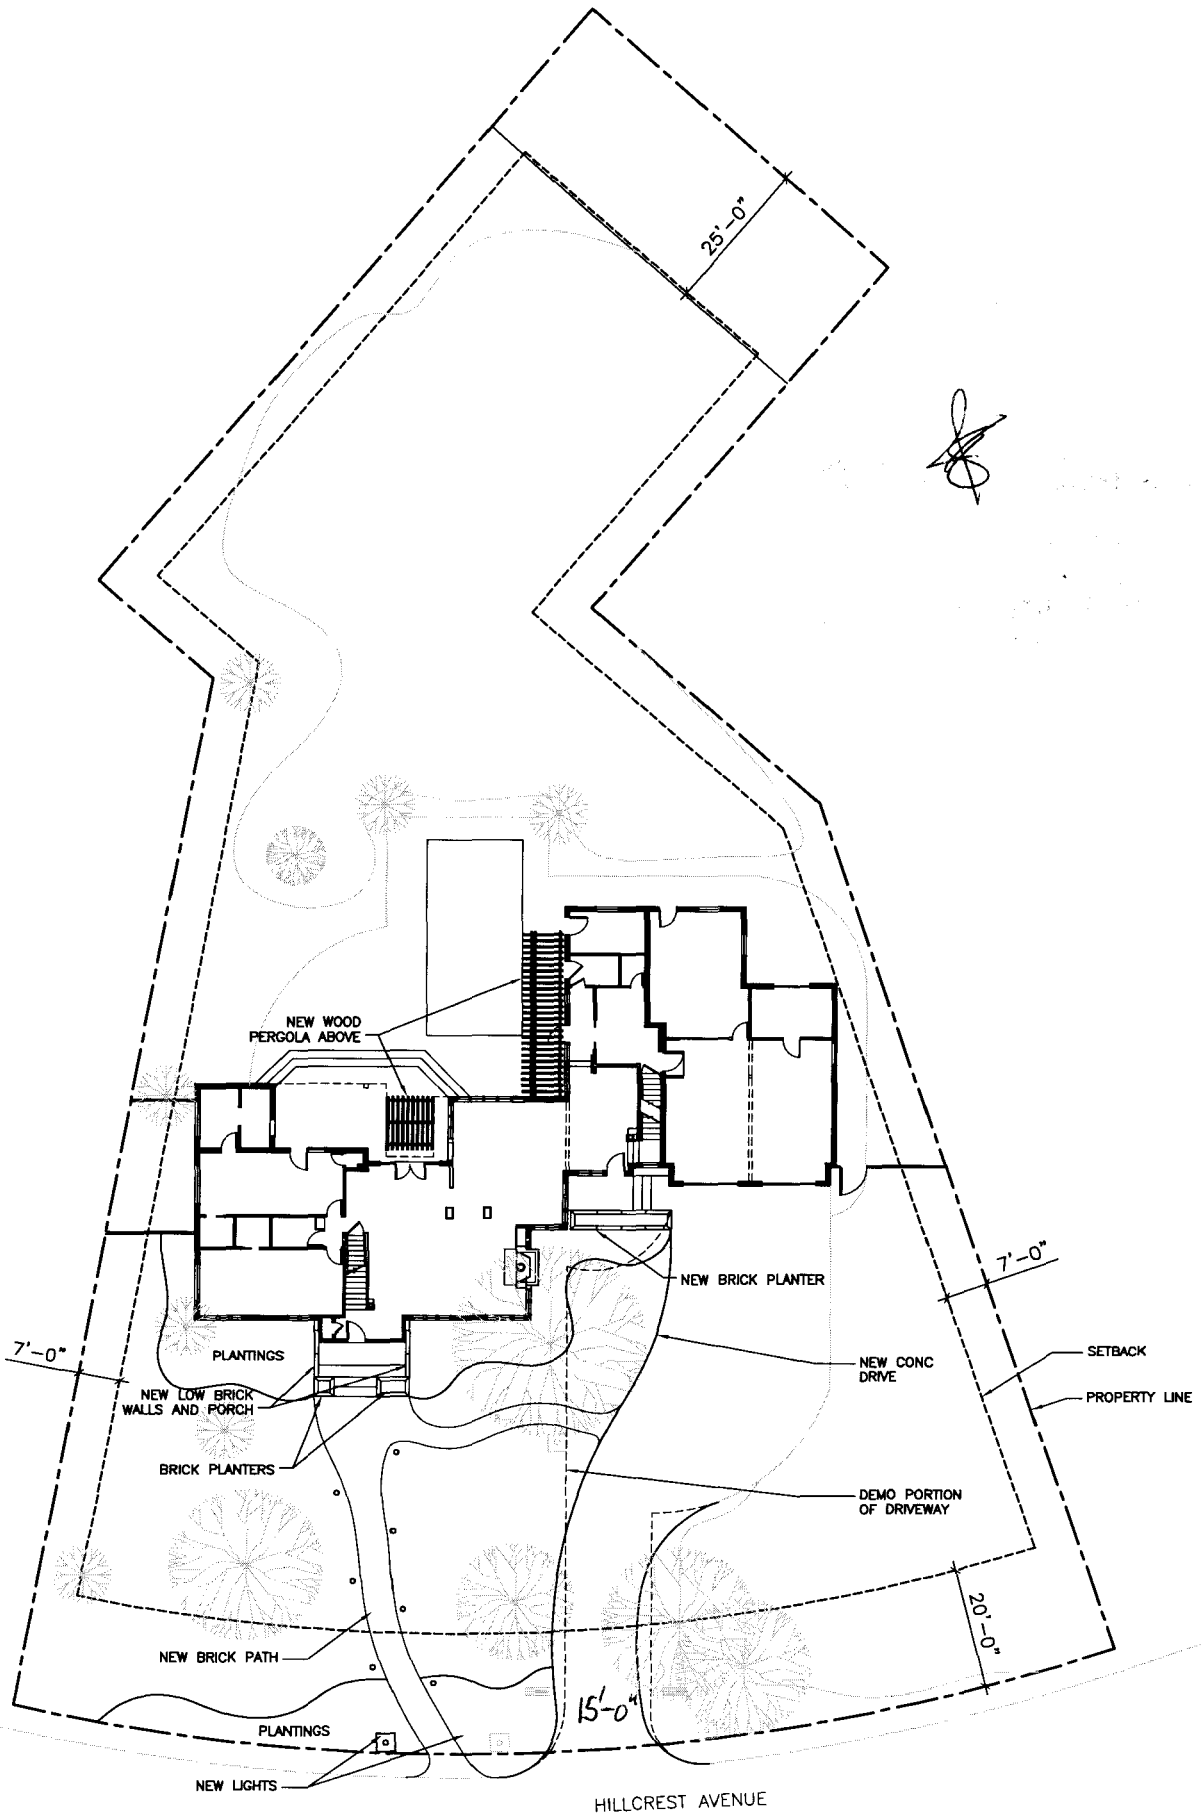 25'-0"
NEW WOOD
PERGOLA ABOVE
NEW BRICK PLANTER
7'-0"
7'-0"
PLANTINGS
NEW CONC
DRIVE
SETBACK
NEW LOW BRICK
WALLS AND PORCH
PROPERTY LINE
BRICK PLANTERS
DEMO PORTION
OF DRIVEWAY
20'-0"
NEW BRICK PATH
15'-0"
PLANTINGS
NEW LIGHTS
HILLCREST AVENUE